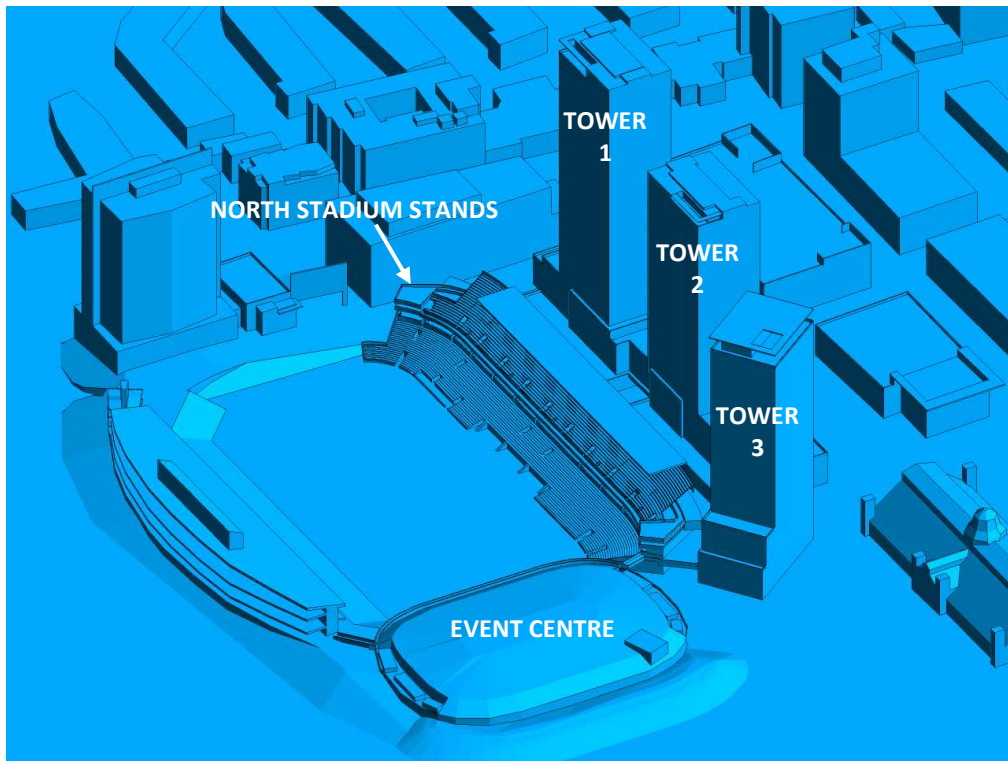 TOWER
1
NORTH STADIUM STANDS
TOWER
2
TOWER
3
EVENT CENTRE